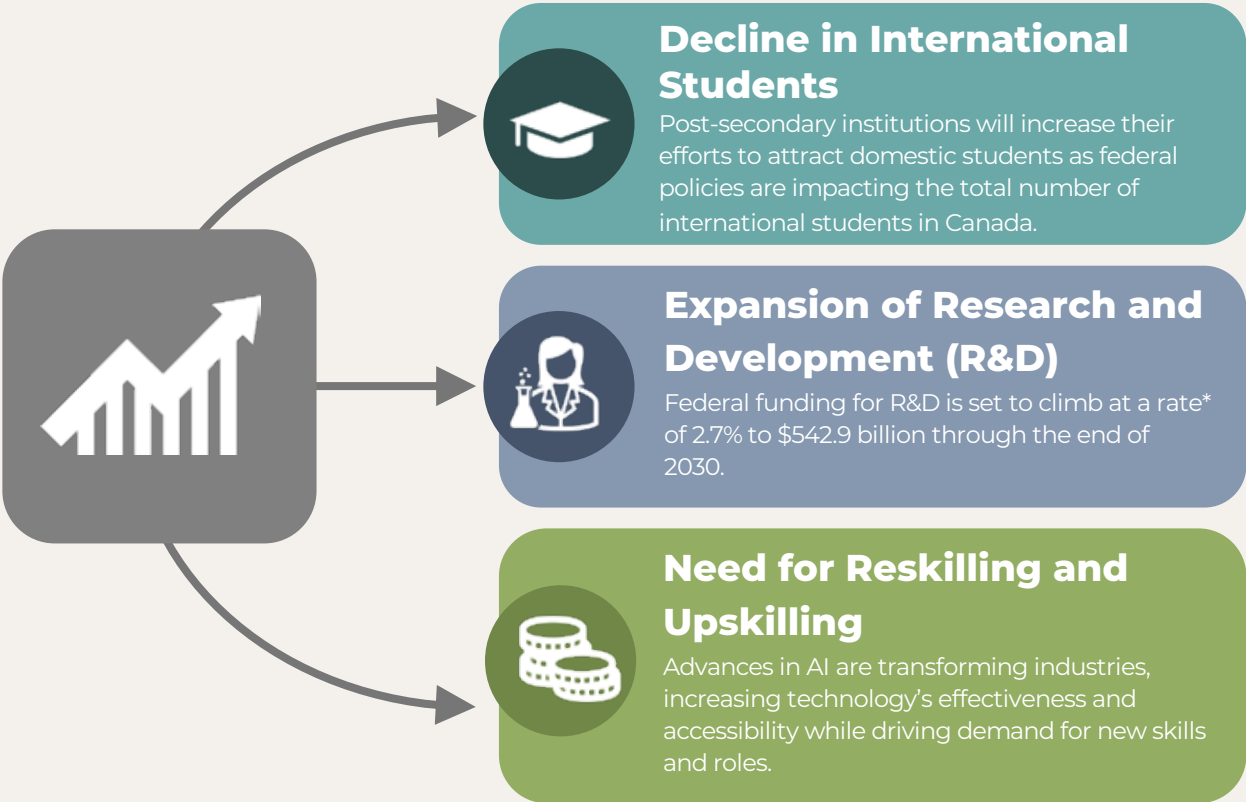 Decline in International
Students
Post-secondary institutions will increase their
efforts to attract domestic students as federal
policies are impacting the total number of
international students in Canada.
Expansion of Research and
Development (R&D)
Federal funding for R&D is set to climb at a rate*
of 2.7% to $542.9 billion through the end of
2030.
Need for Reskilling and
Upskilling
Advances in AI are transforming industries,
increasing technology’s effectiveness and
accessibility while driving demand for new skills
and roles.